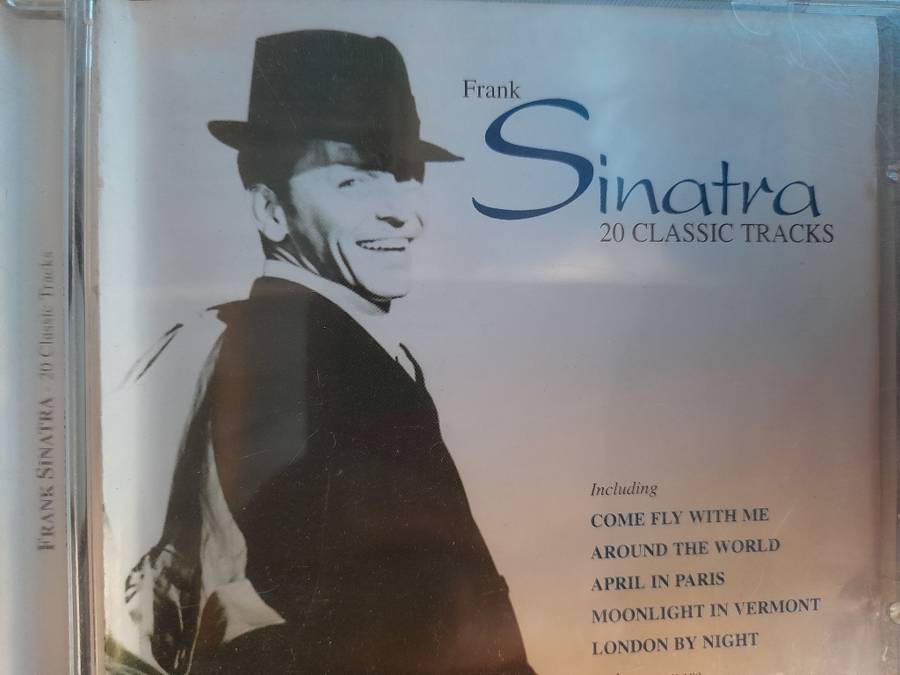 FRANK SINATRA - 20 Classic Tracks
Frank
Sinatra
20 CLASSIC TRACKS
Including
COME FLY WITH ME
AROUND THE WORLD
APRIL IN PARIS
MOONLIGHT IN VERMONT
LONDON BY NIGHT